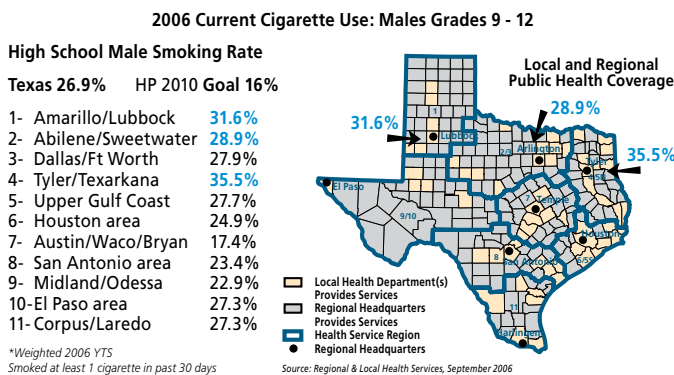 2006 Current Cigarette Use: Males Grades 9 - 12
High School Male Smoking Rate
Texas 26.9% HP 2010 Goal 16%
1- Amarillo/Lubbock 31.6%
2- Abilene/Sweetwater 28.9%
3- Dallas/Ft Worth 27.9%
4- Tyler/Texarkana 35.5%
5- Upper Gulf Coast 27.7%
6- Houston area 24.9%
7- Austin/Waco/Bryan 17.4%
8- San Antonio area 23.4%
9- Midland/Odessa 22.9%
10-El Paso area 27.3%
11- Corpus/Laredo 27.3%
*Weighted 2006 YTS
Smoked at least 1 cigarette in past 30 days
Local and Regional
Public Health Coverage
31.6%
28.9%
35.5%
1
Lubbock
2/3
Arlington
Tyler
El Paso
9/10
7
Temple
Houston
8
San Antonio
11
Harlingen
Local Health Department(s)
Provides Services
Regional Headquarters
Provides Services
Health Service Region
Regional Headquarters
Source: Regional & Local Health Services, September 2006